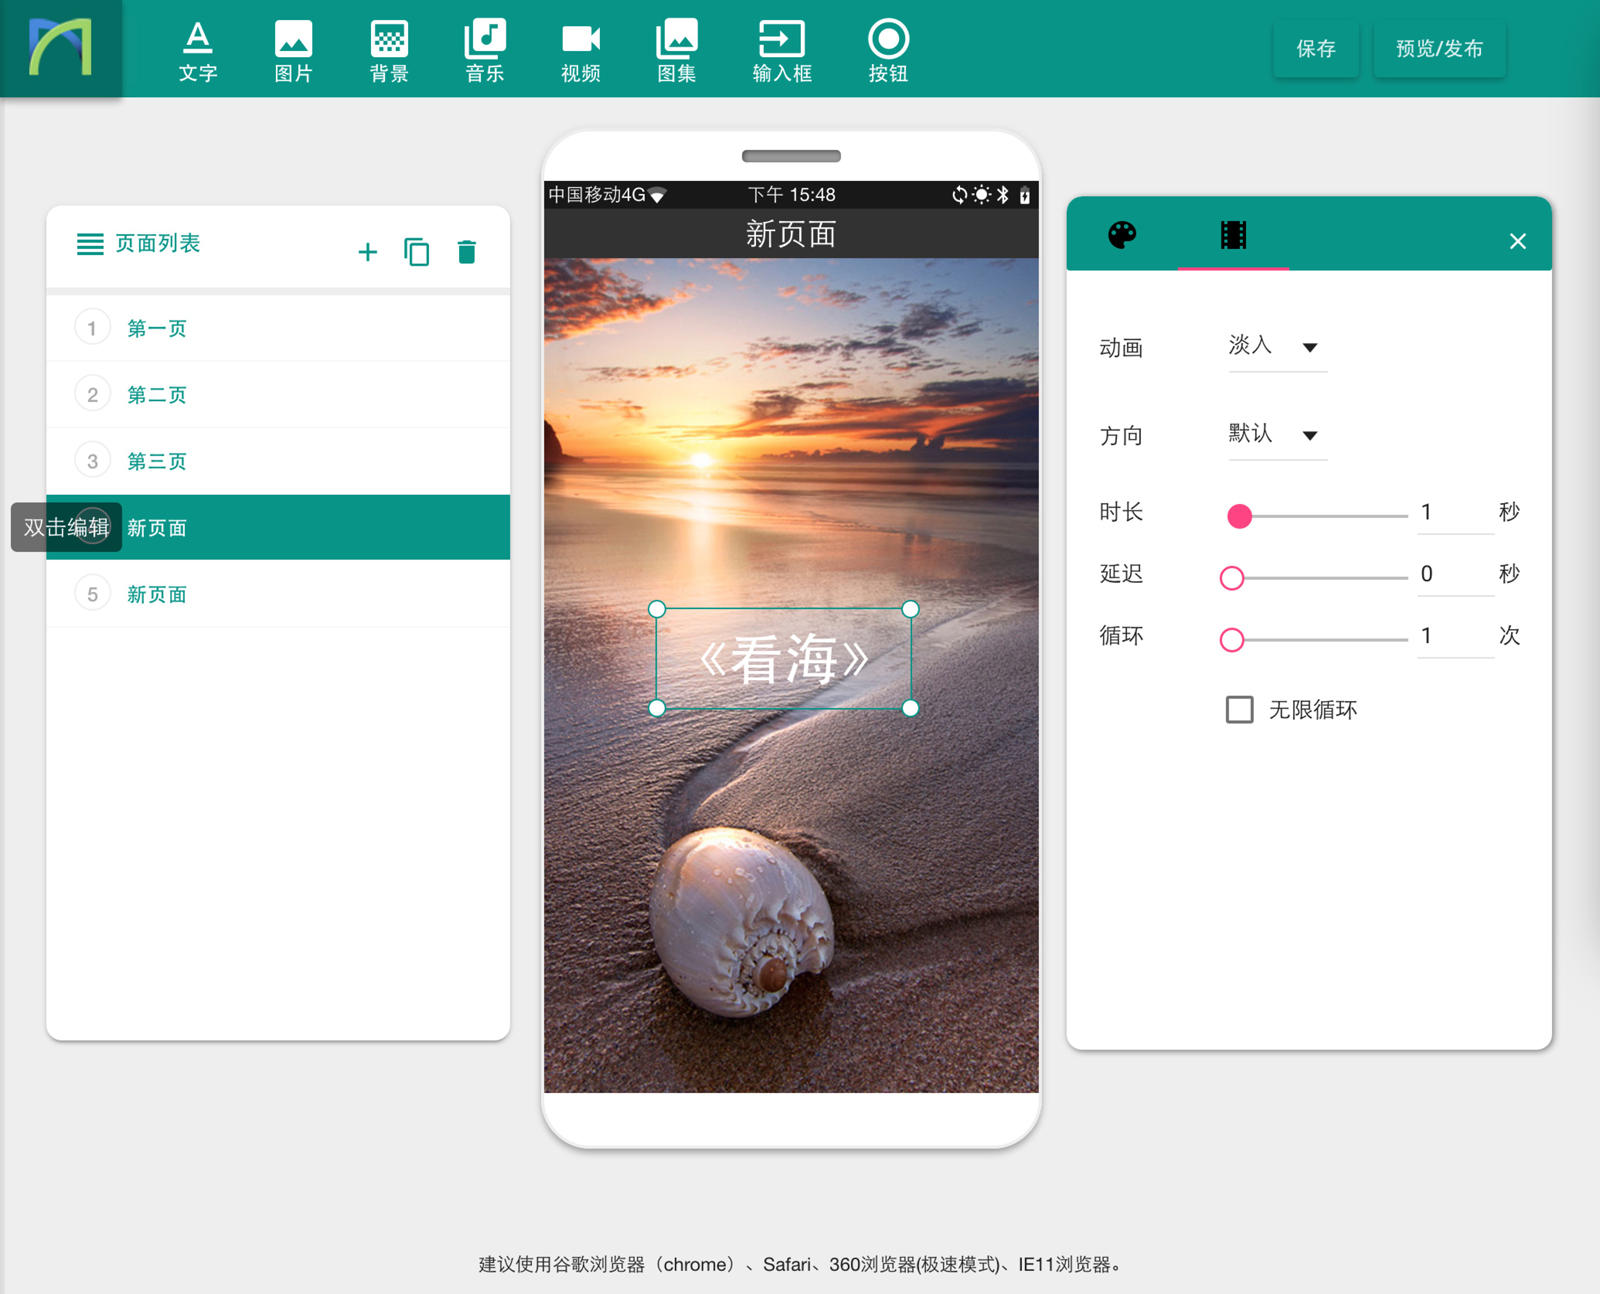 文字
图片
背景
音乐
视频
图集
输入框
按钮
保存
预览/发布
页面列表
1 第一页
2 第二页
3 第三页
双击编辑 新页面
5 新页面
中国移动4G 下午 15:48
新页面
《看海》
动画 淡入
方向 默认
时长 1 秒
延迟 0 秒
循环 1 次
无限循环
建议使用谷歌浏览器（chrome）、Safari、360浏览器(极速模式)、IE11浏览器。